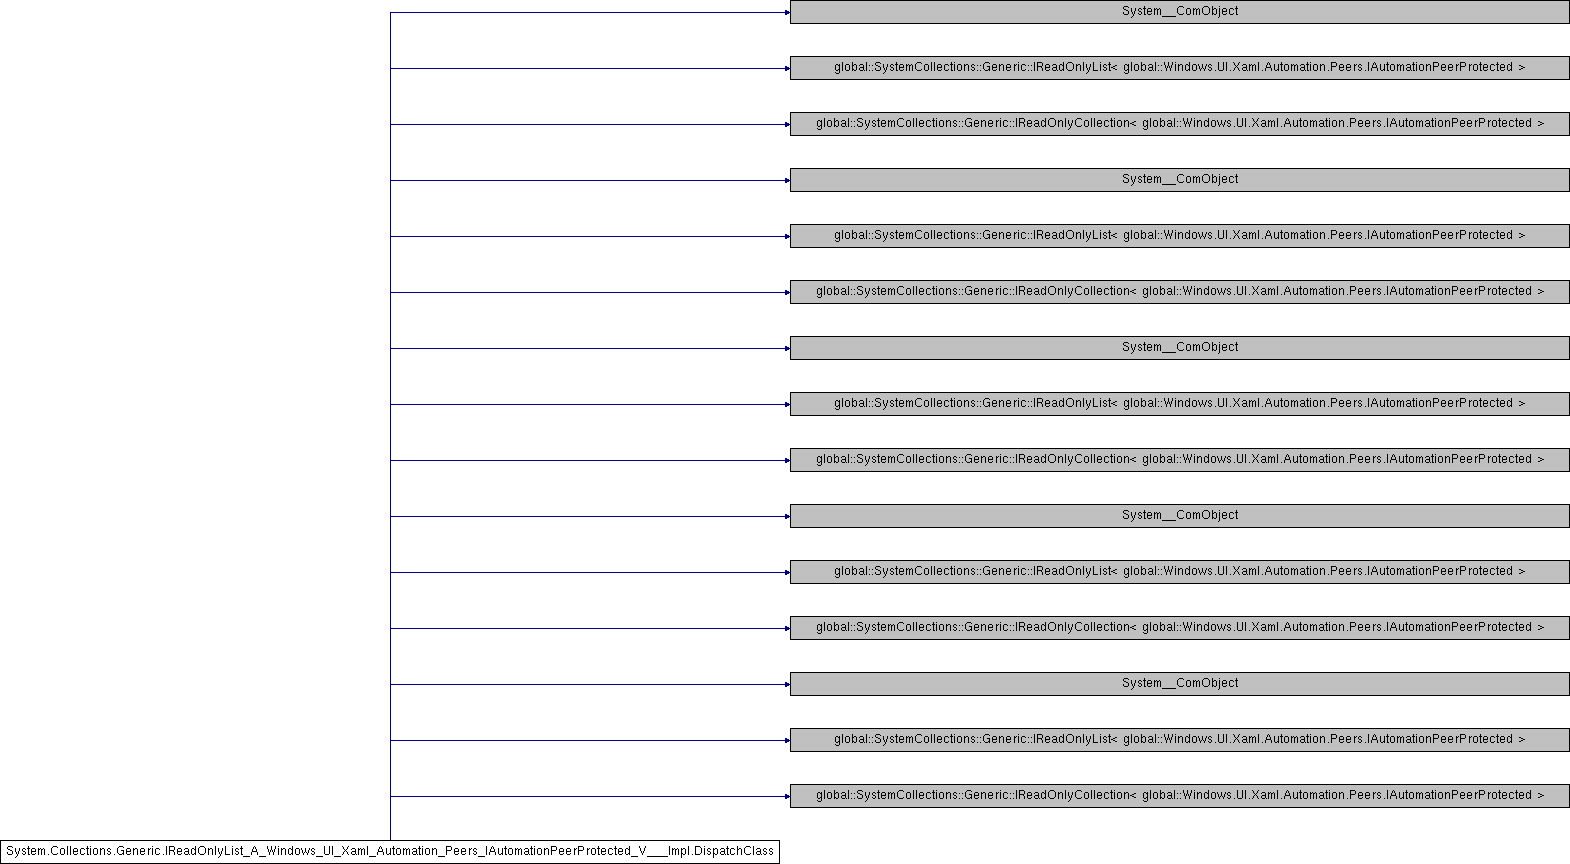 System__ComObject
global::SystemCollections::Generic::IReadOnlyList< global::Windows.UI.Xaml.Automation.Peers.IAutomationPeerProtected >
global::SystemCollections::Generic::IReadOnlyCollection< global::Windows.UI.Xaml.Automation.Peers.IAutomationPeerProtected >
System__ComObject
global::SystemCollections::Generic::IReadOnlyList< global::Windows.UI.Xaml.Automation.Peers.IAutomationPeerProtected >
global::SystemCollections::Generic::IReadOnlyCollection< global::Windows.UI.Xaml.Automation.Peers.IAutomationPeerProtected >
System__ComObject
global::SystemCollections::Generic::IReadOnlyList< global::Windows.UI.Xaml.Automation.Peers.IAutomationPeerProtected >
global::SystemCollections::Generic::IReadOnlyCollection< global::Windows.UI.Xaml.Automation.Peers.IAutomationPeerProtected >
System__ComObject
global::SystemCollections::Generic::IReadOnlyList< global::Windows.UI.Xaml.Automation.Peers.IAutomationPeerProtected >
global::SystemCollections::Generic::IReadOnlyCollection< global::Windows.UI.Xaml.Automation.Peers.IAutomationPeerProtected >
System__ComObject
global::SystemCollections::Generic::IReadOnlyList< global::Windows.UI.Xaml.Automation.Peers.IAutomationPeerProtected >
global::SystemCollections::Generic::IReadOnlyCollection< global::Windows.UI.Xaml.Automation.Peers.IAutomationPeerProtected >
System.Collections.Generic.IReadOnlyList_A_Windows_UI_Xaml_Automation_Peers_IAutomationPeerProtected_V___Impl.DispatchClass